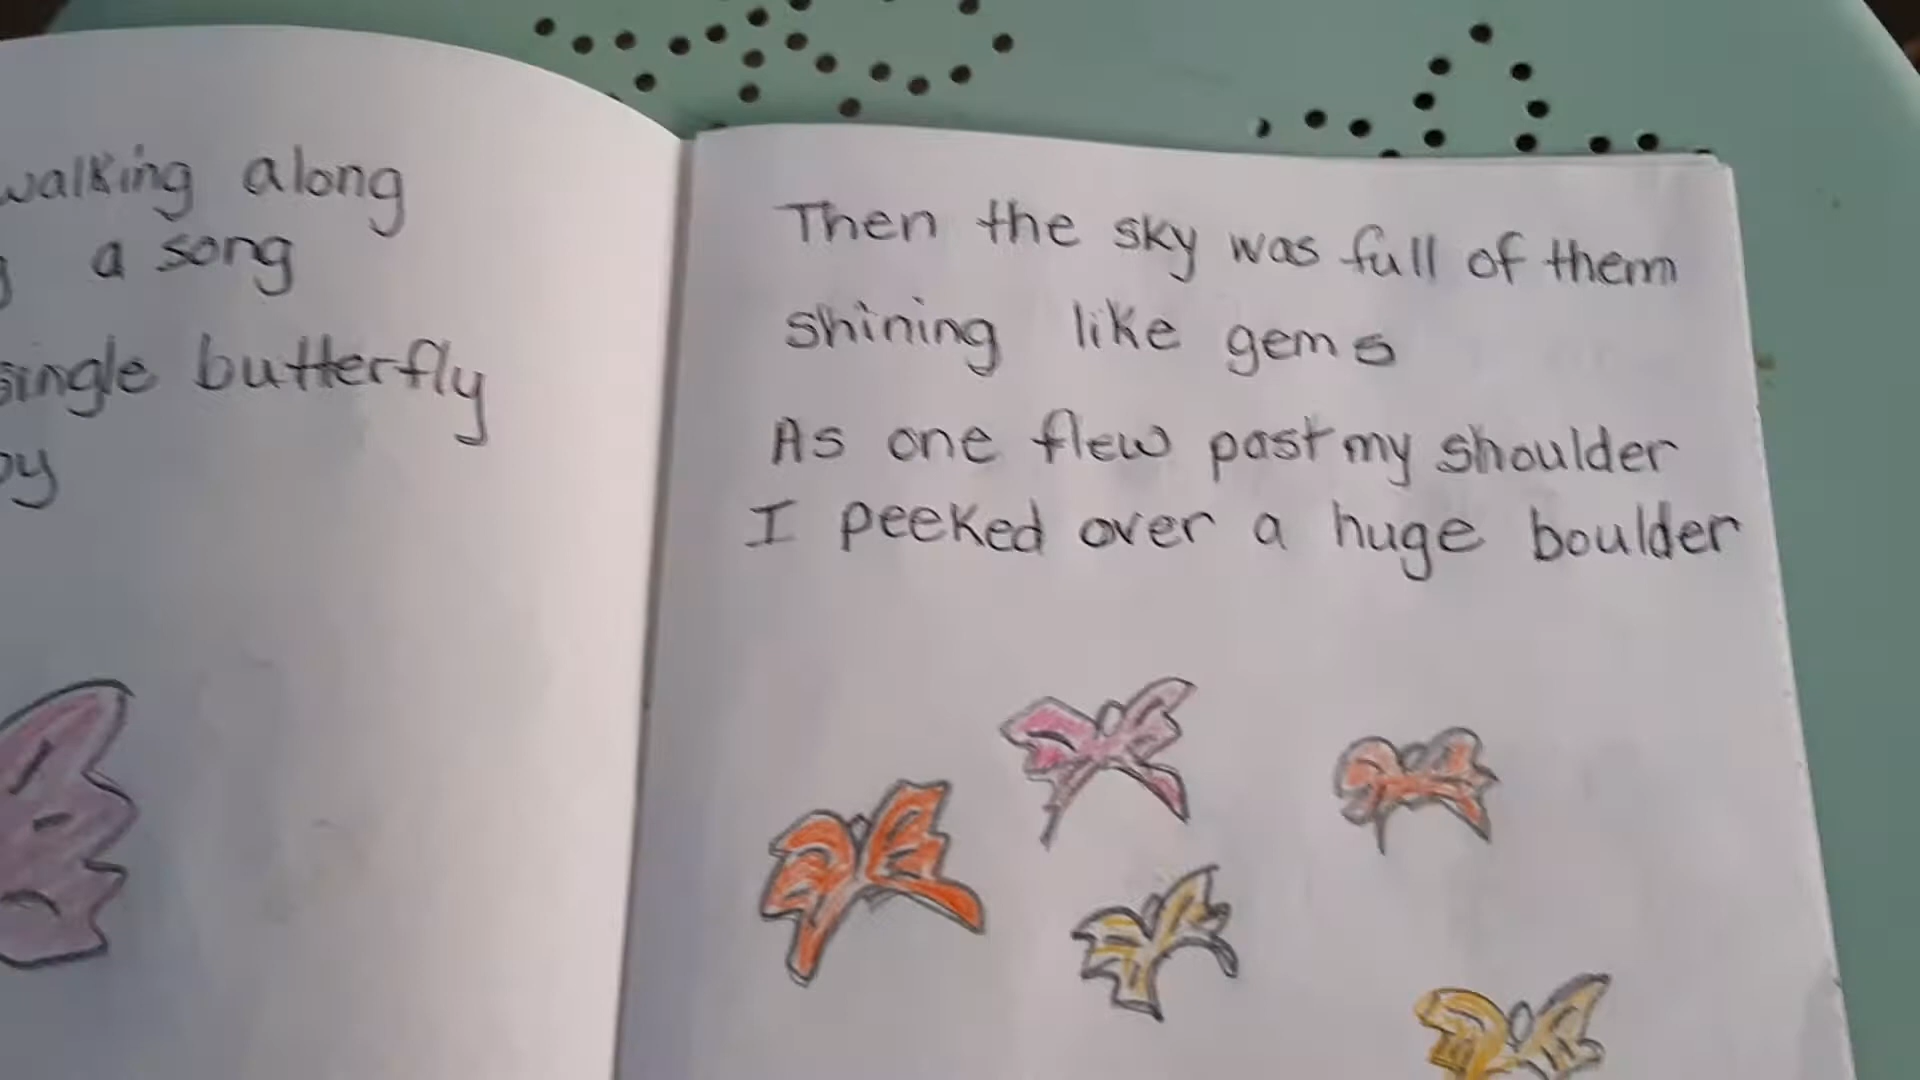 walking along
a song
single butterfly
Then the sky was full of them
shining like gems
As one flew past my shoulder
I peeked over a huge boulder